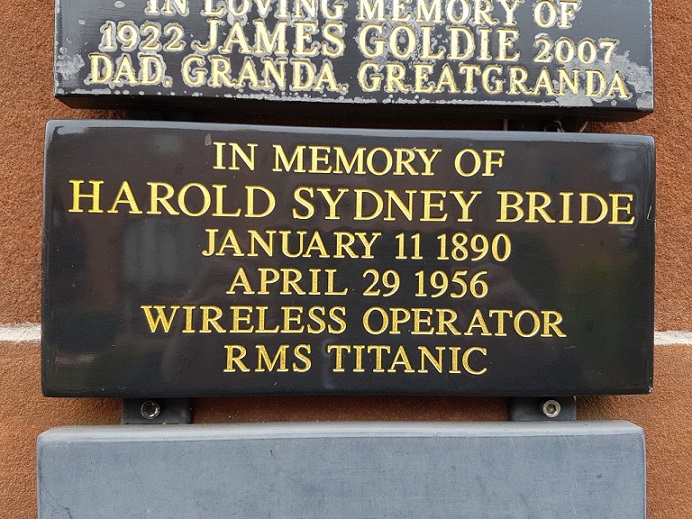 IN LOVING MEMORY OF
1922 JAMES GOLDIE 2007
DAD, GRANDA, GREATGRANDA
IN MEMORY OF
HAROLD SYDNEY BRIDE
JANUARY 11 1890
APRIL 29 1956
WIRELESS OPERATOR
RMS TITANIC